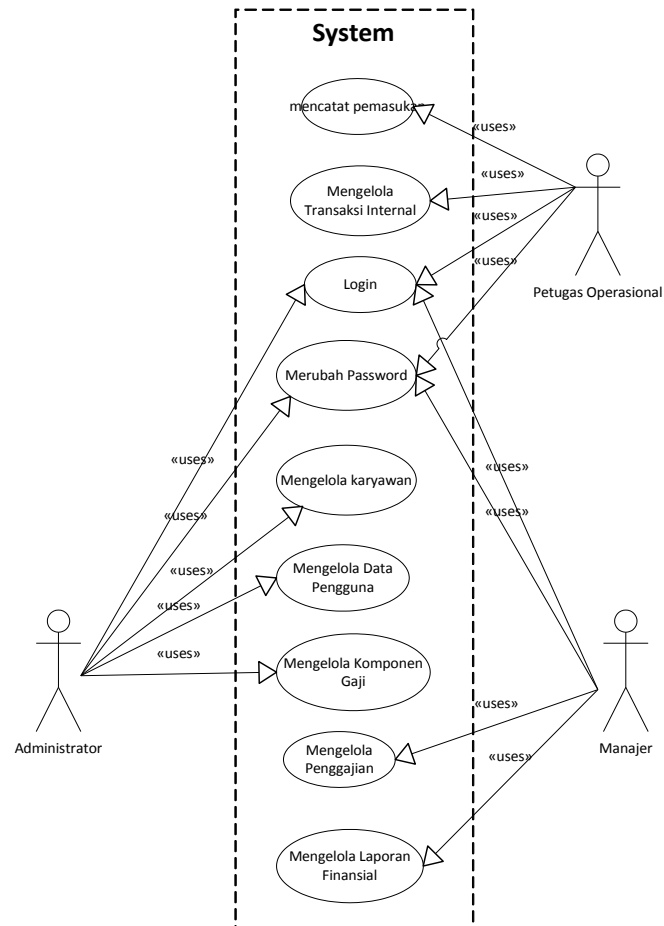 System
mencatat pemasukan
«uses»
«uses»
Mengelola
Transaksi Internal
«uses»
«uses»
Login
Petugas Operasional
Merubah Password
«uses»
Mengelola karyawan
«uses»
«uses»
«uses»
Mengelola Data
Pengguna
«uses»
«uses»
«uses»
Mengelola Komponen
Gaji
«uses»
Administrator
Mengelola
Penggajian
Manajer
«uses»
Mengelola Laporan
Finansial